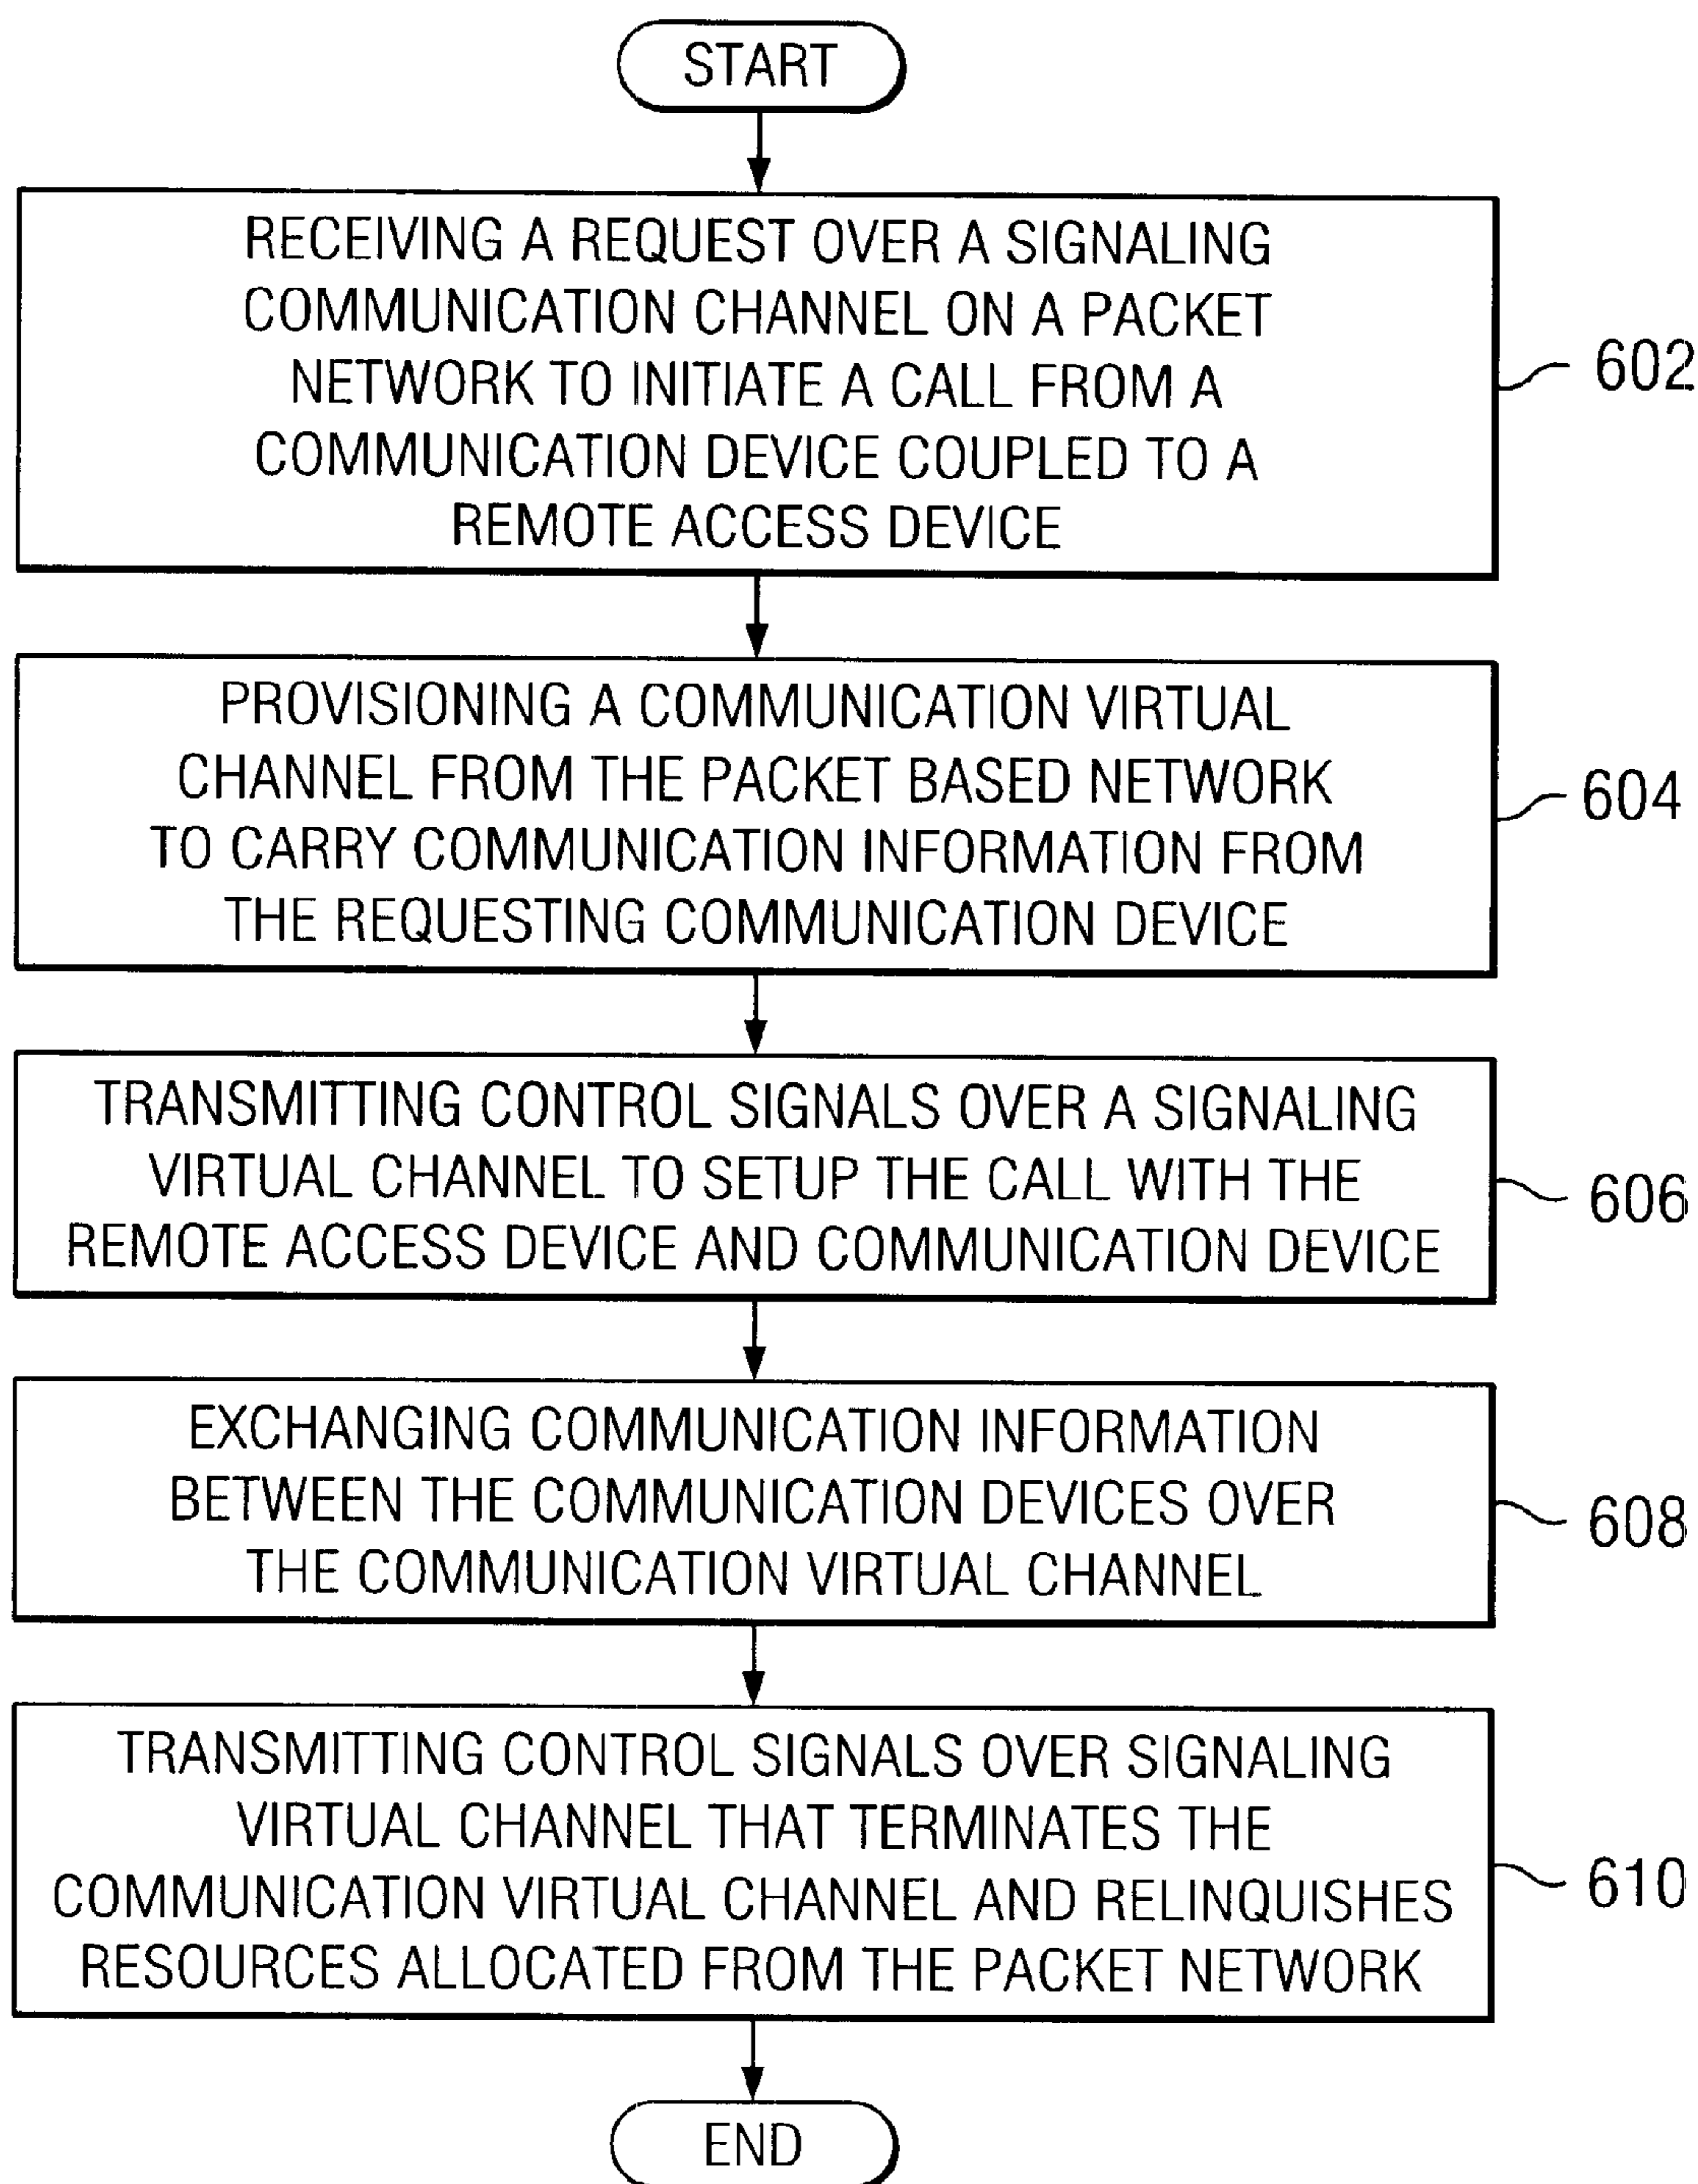 START
RECEIVING A REQUEST OVER A SIGNALING
COMMUNICATION CHANNEL ON A PACKET
NETWORK TO INITIATE A CALL FROM A
COMMUNICATION DEVICE COUPLED TO A
REMOTE ACCESS DEVICE
602
PROVISIONING A COMMUNICATION VIRTUAL
CHANNEL FROM THE PACKET BASED NETWORK
TO CARRY COMMUNICATION INFORMATION FROM
THE REQUESTING COMMUNICATION DEVICE
604
TRANSMITTING CONTROL SIGNALS OVER A SIGNALING
VIRTUAL CHANNEL TO SETUP THE CALL WITH THE
REMOTE ACCESS DEVICE AND COMMUNICATION DEVICE
606
EXCHANGING COMMUNICATION INFORMATION
BETWEEN THE COMMUNICATION DEVICES OVER
THE COMMUNICATION VIRTUAL CHANNEL
608
TRANSMITTING CONTROL SIGNALS OVER SIGNALING
VIRTUAL CHANNEL THAT TERMINATES THE
COMMUNICATION VIRTUAL CHANNEL AND RELINQUISHES
RESOURCES ALLOCATED FROM THE PACKET NETWORK
610
END